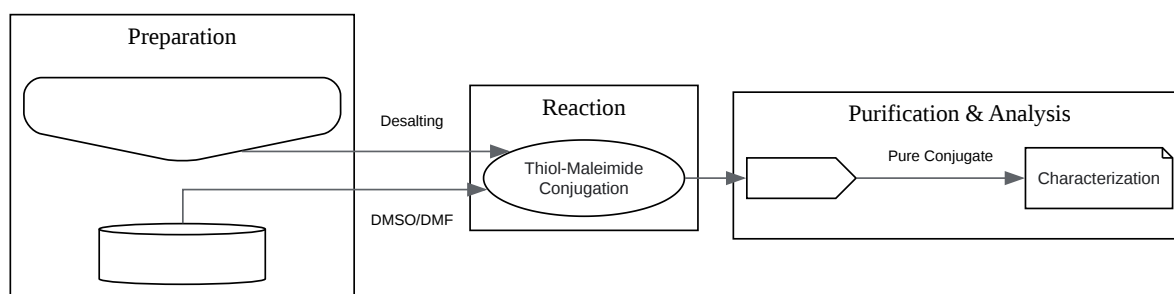 Preparation
Desalting
DMSO/DMF
Reaction
Thiol-Maleimide
Conjugation
Purification & Analysis
Pure Conjugate
Characterization